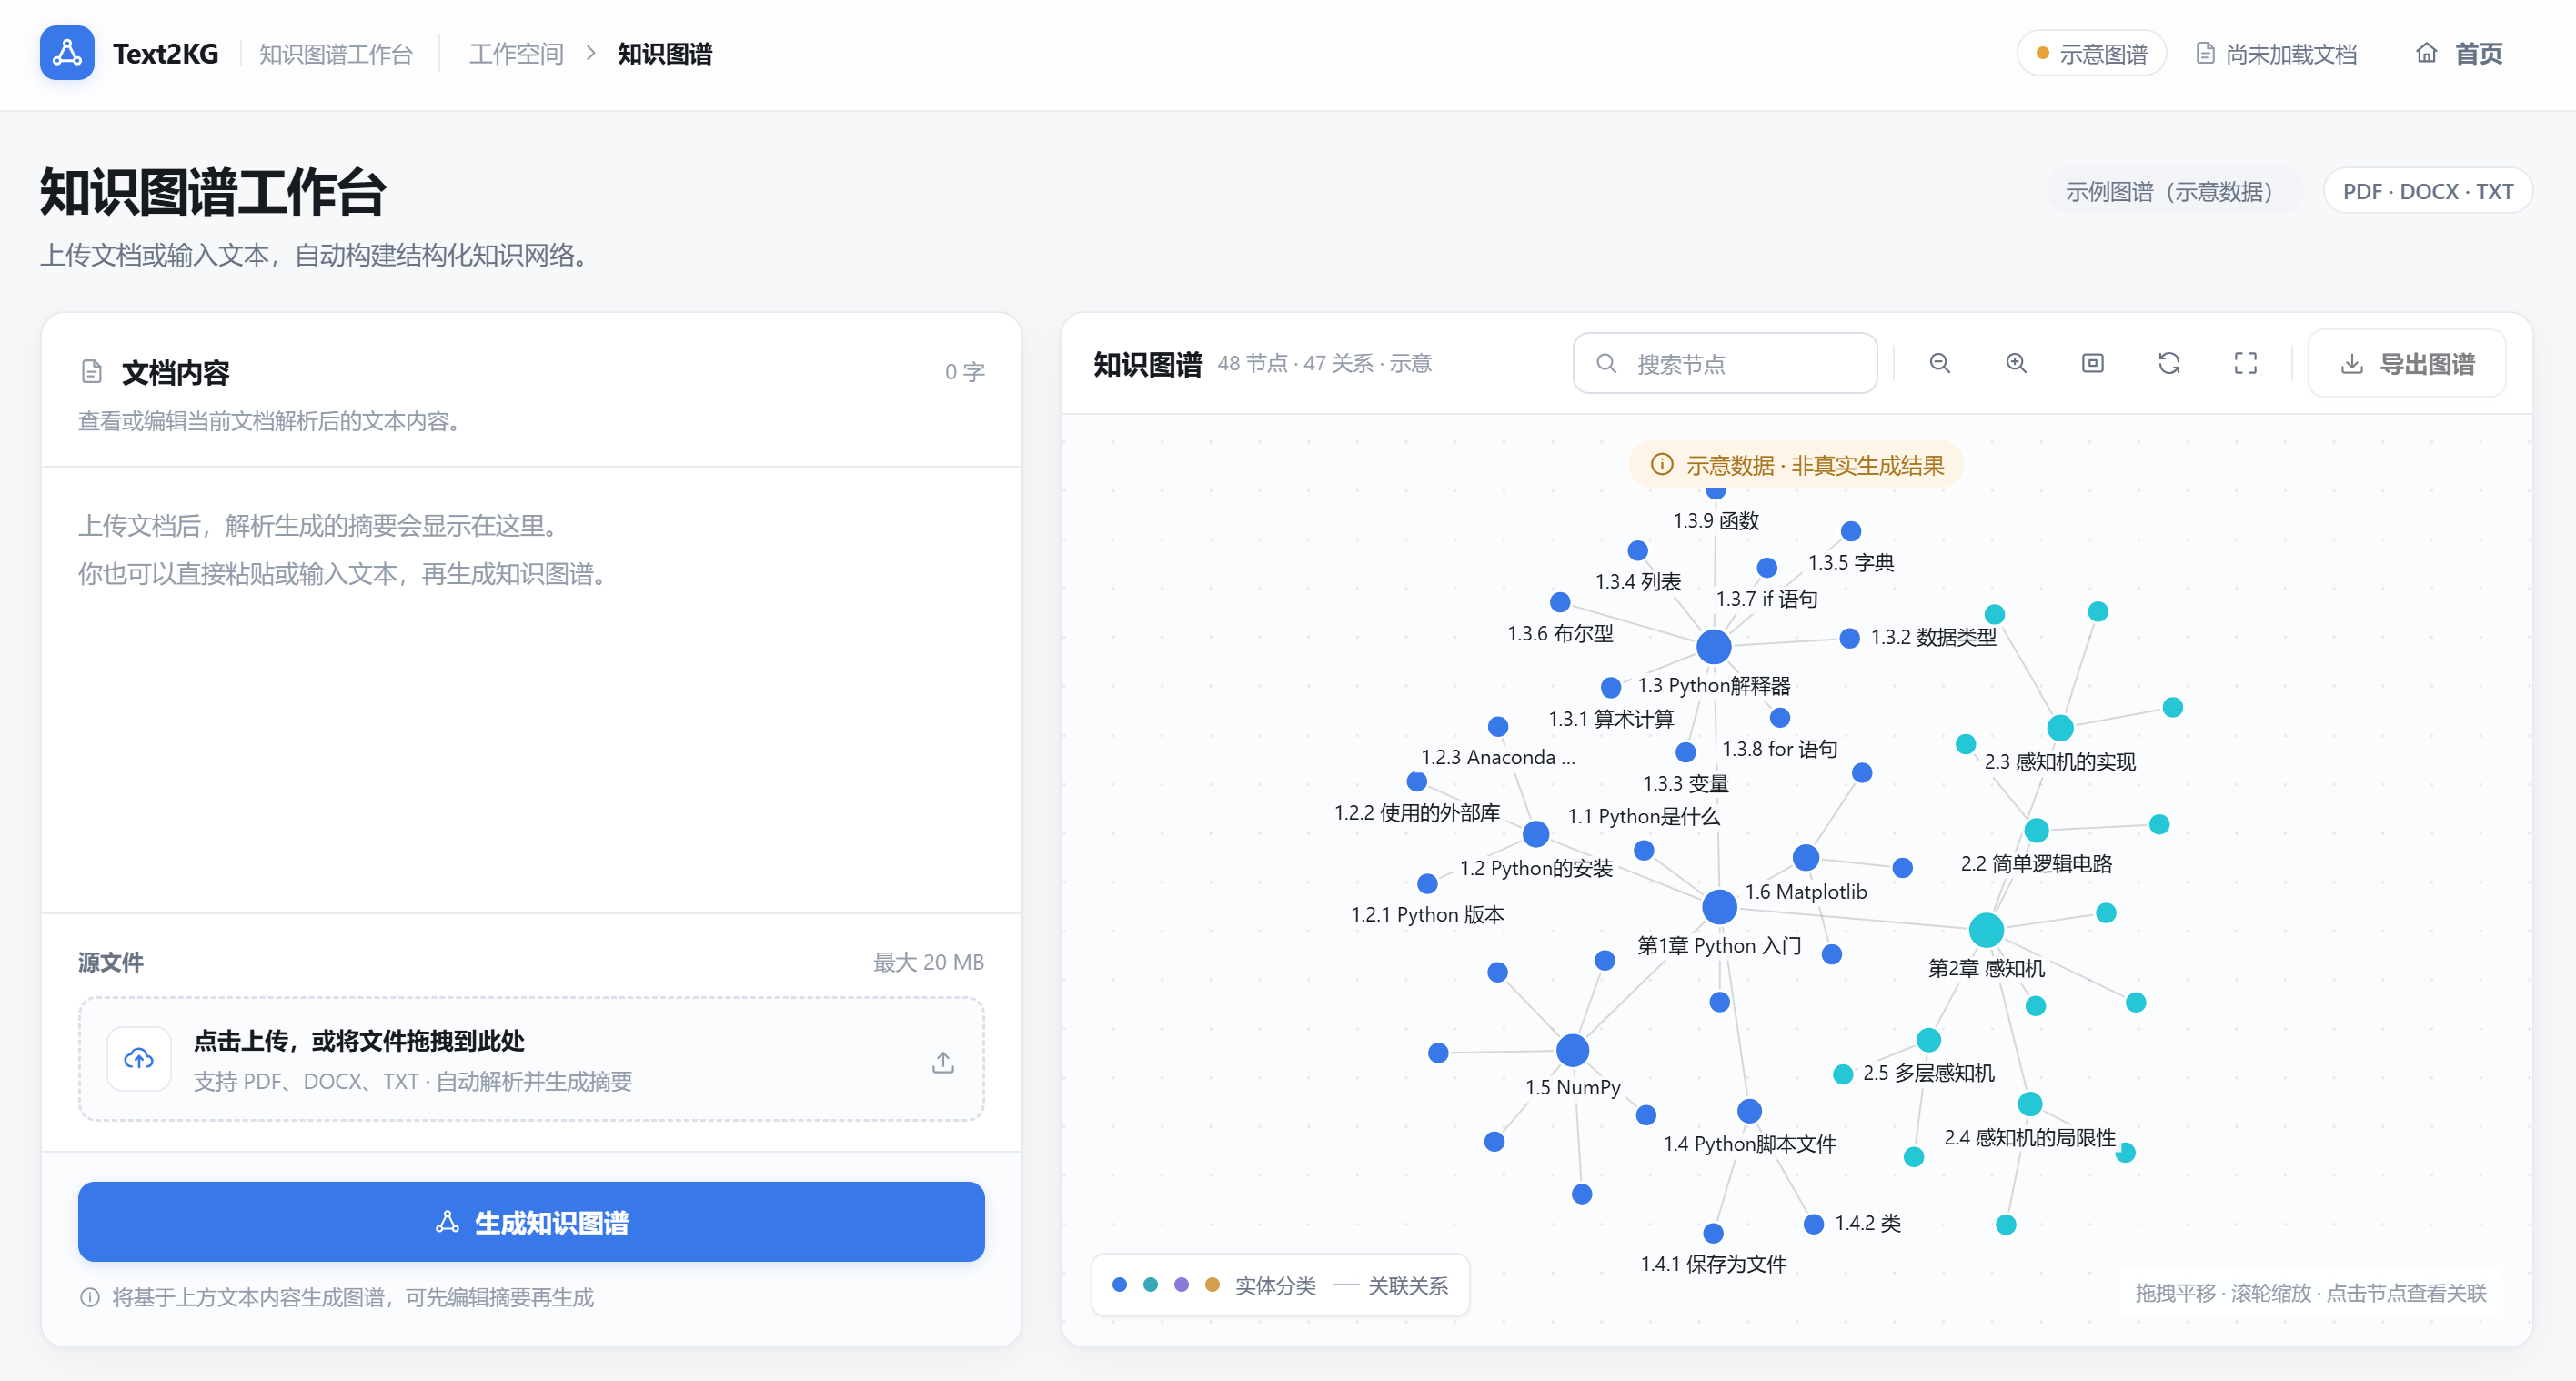 Text2KG
知识图谱工作台
工作空间
知识图谱
示意图谱
尚未加载文档
首页
知识图谱工作台
上传文档或输入文本，自动构建结构化知识网络。
示例图谱（示意数据）
PDF · DOCX · TXT
文档内容
0 字
查看或编辑当前文档解析后的文本内容。
上传文档后，解析生成的摘要会显示在这里。
你也可以直接粘贴或输入文本，再生成知识图谱。
源文件
最大 20 MB
点击上传，或将文件拖拽到此处
支持 PDF、DOCX、TXT · 自动解析并生成摘要
生成知识图谱
将基于上方文本内容生成图谱，可先编辑摘要再生成
知识图谱
48 节点 · 47 关系 · 示意
搜索节点
导出图谱
示意数据 · 非真实生成结果
1.3.9 函数
1.3.5 字典
1.3.4 列表
1.3.7 if 语句
1.3.6 布尔型
1.3.2 数据类型
1.3 Python解释器
1.3.1 算术计算
1.3.8 for 语句
1.2.3 Anaconda ...
2.3 感知机的实现
1.3.3 变量
1.2.2 使用的外部库
1.1 Python是什么
1.2 Python的安装
2.2 简单逻辑电路
1.6 Matplotlib
1.2.1 Python 版本
第1章 Python 入门
第2章 感知机
2.5 多层感知机
1.5 NumPy
2.4 感知机的局限性
1.4 Python脚本文件
1.4.2 类
1.4.1 保存为文件
实体分类
关联关系
拖拽平移 · 滚轮缩放 · 点击节点查看关联